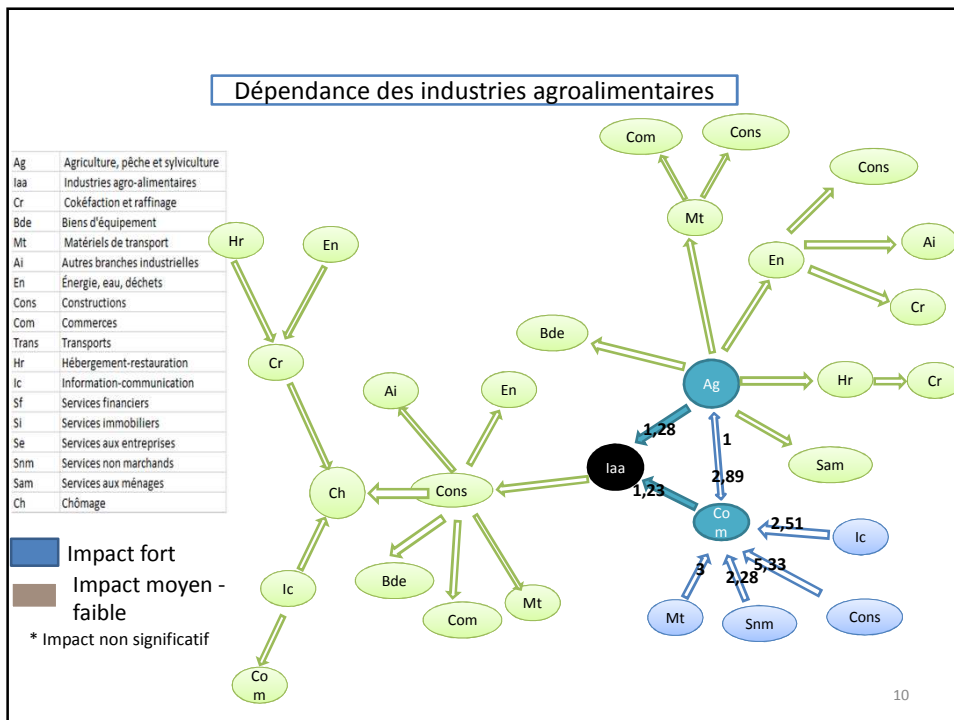 Dépendance des industries agroalimentaires
Ag Agriculture, pêche et sylviculture
Iaa Industries agro-alimentaires
Cr Cokéfaction et raffinage
Bde Biens d'équipement
Mt Matériels de transport
Ai Autres branches industrielles
En Énergie, eau, déchets
Cons Constructions
Com Commerces
Trans Transports
Hr Hébergement-restauration
Ic Information-communication
Sf Services financiers
Si Services immobiliers
Se Services aux entreprises
Snm Services non marchands
Sam Services aux ménages
Ch Chômage
Impact fort
Impact moyen -
faible
* Impact non significatif
Hr
En
Cr
Ch
Ic
Co
m
Ai
En
Cons
Bde
Com
Mt
Iaa
Com
Cons
Mt
Cons
En
Ai
Cr
Bde
Ag
Hr
Cr
Sam
1,28
1
2,89
1,23
Co
m
2,51
Ic
3
2,28
5,33
Mt
Snm
Cons
10